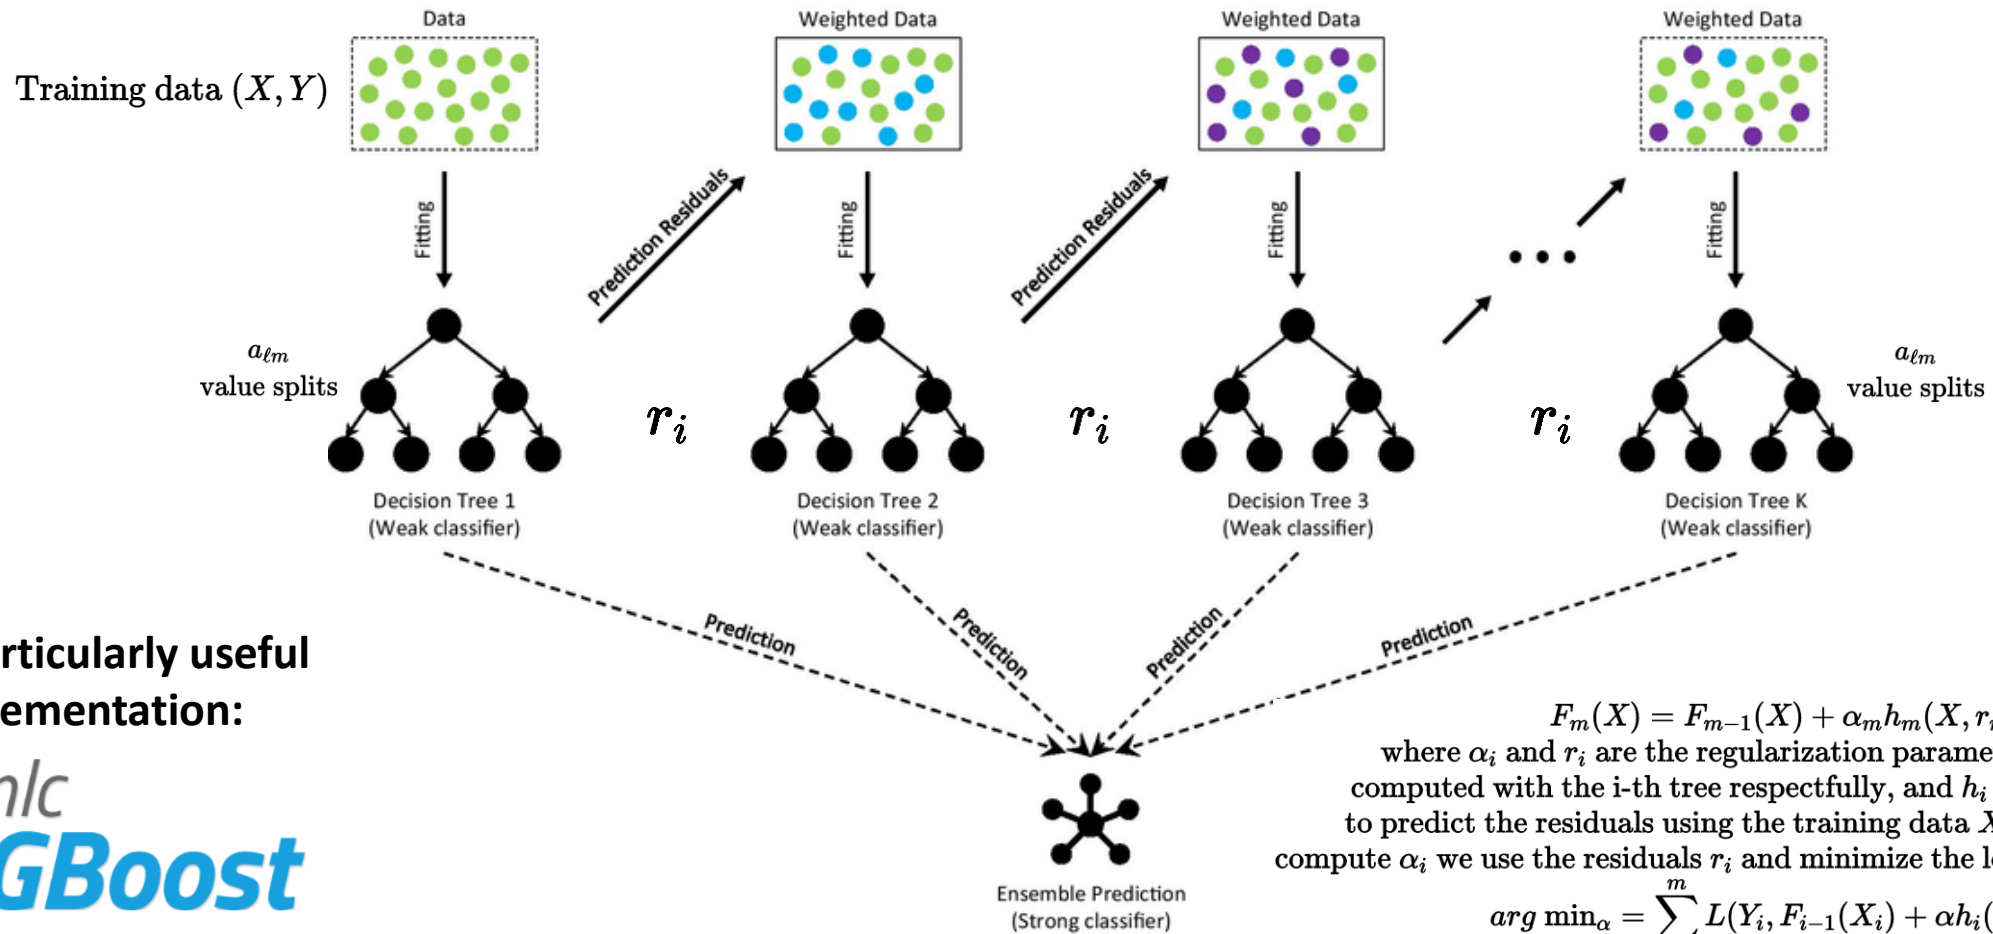 Data
Weighted Data
Weighted Data
Weighted Data
Training data (X, Y)
Fitting
Prediction Residuals
Fitting
Prediction Residuals
Fitting
• • •
Fitting
a_{ℓm}
value splits
r_i
r_i
r_i
a_{ℓm}
value splits
Decision Tree 1
(Weak classifier)
Decision Tree 2
(Weak classifier)
Decision Tree 3
(Weak classifier)
Decision Tree K
(Weak classifier)
Prediction
Prediction
Prediction
Prediction
rticularly useful
ementation:
mlc
GBoost
Ensemble Prediction
(Strong classifier)
F_m(X) = F_{m-1}(X) + α_m h_m(X, r
where α_i and r_i are the regularization parame
computed with the i-th tree respectfully, and h_i
to predict the residuals using the training data X
compute α_i we use the residuals r_i and minimize the l
arg min_α = ∑^m L(Y_i, F_{i-1}(X_i) + αh_i(